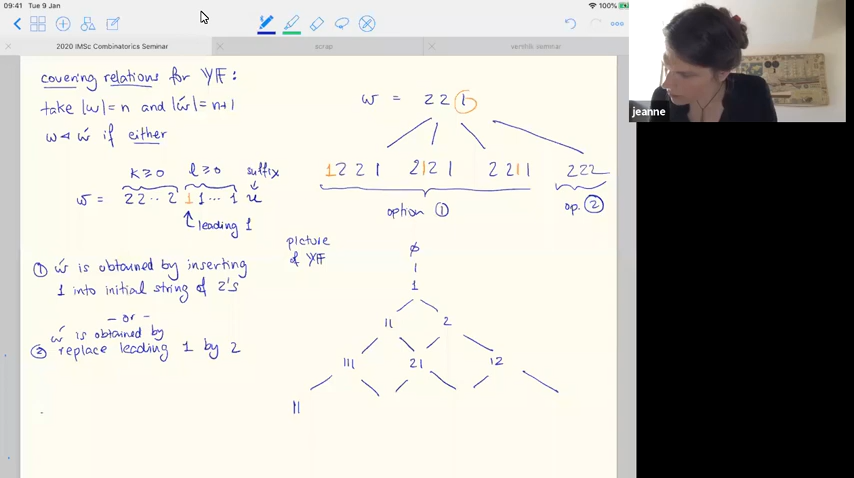 09:41 Tue 9 Jan
100%
2020 IMSc Combinatorics Seminar
scrap
verthik seminar
jeanne
covering relations for YF:
take |w| = n and |ẃ| = n+1
w ◁ ẃ if either
k ≥ 0 l ≥ 0 suffix
w = 22·· 2 1 1 ··· 1 u
leading 1
① ẃ is obtained by inserting
1 into initial string of 2's
- or -
ẃ is obtained by
② replace leading 1 by 2
w = 2 2 1
1 2 2 1 2 1 2 1 2 2 1 1 2 2 2
option ① op. ②
picture
of YF
∅
1
11 2
111 21 12
11